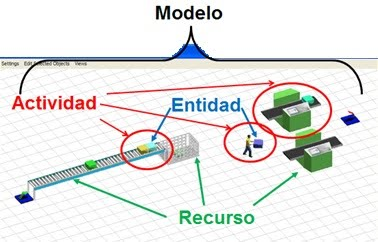 Modelo
Settings Edit Selected Objects Views
Actividad
Entidad
Recurso